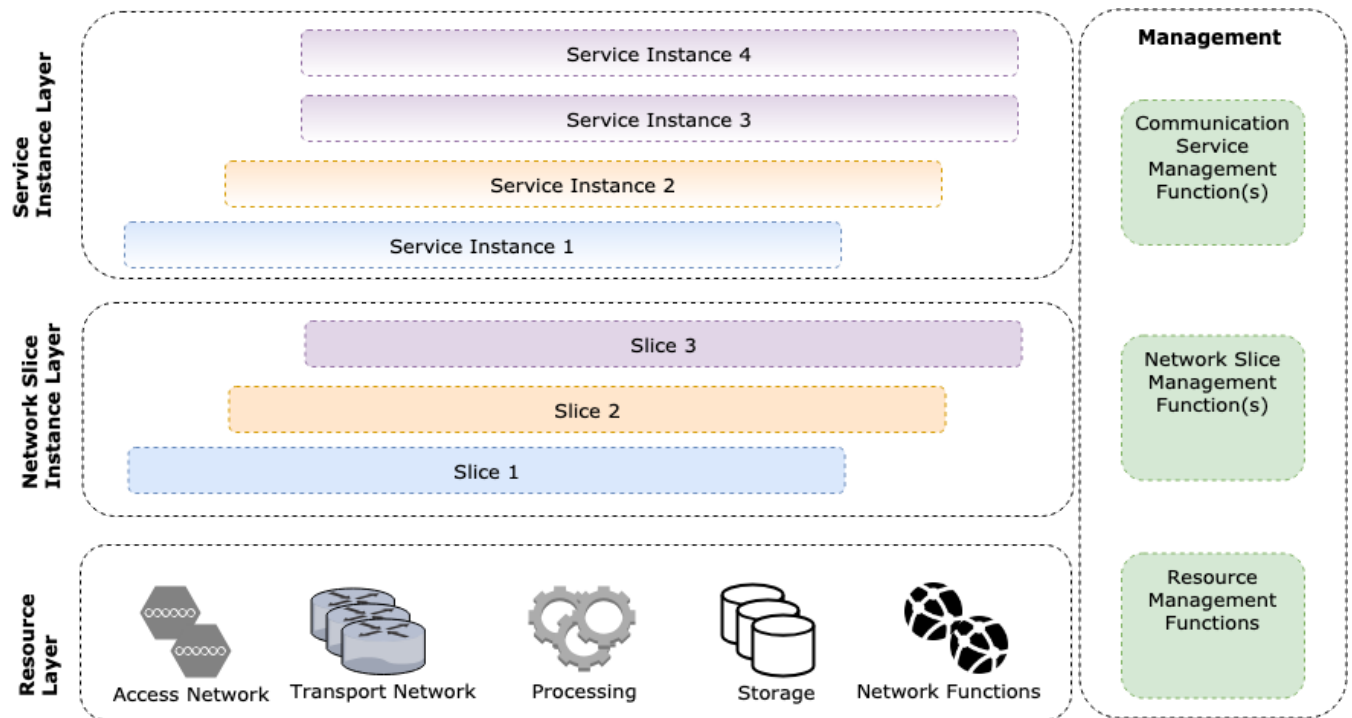 Service
Instance Layer
Service Instance 4
Service Instance 3
Service Instance 2
Service Instance 1
Network Slice
Instance Layer
Slice 3
Slice 2
Slice 1
Resource
Layer
Access Network
Transport Network
Processing
Storage
Network Functions
Management
Communication
Service
Management
Function(s)
Network Slice
Management
Function(s)
Resource
Management
Functions